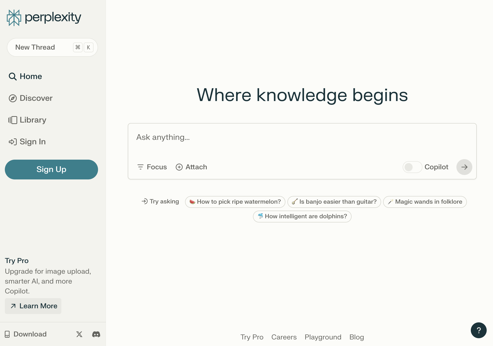 perplexity
New Thread ⌘ K
Home
Discover
Library
Sign In
Sign Up
Try Pro
Upgrade for image upload,
smarter AI, and more
Copilot.
Learn More
Download
Where knowledge begins
Ask anything...
Focus Attach Copilot
Try asking How to pick ripe watermelon? Is banjo easier than guitar? Magic wands in folklore
How intelligent are dolphins?
Try Pro Careers Playground Blog
?